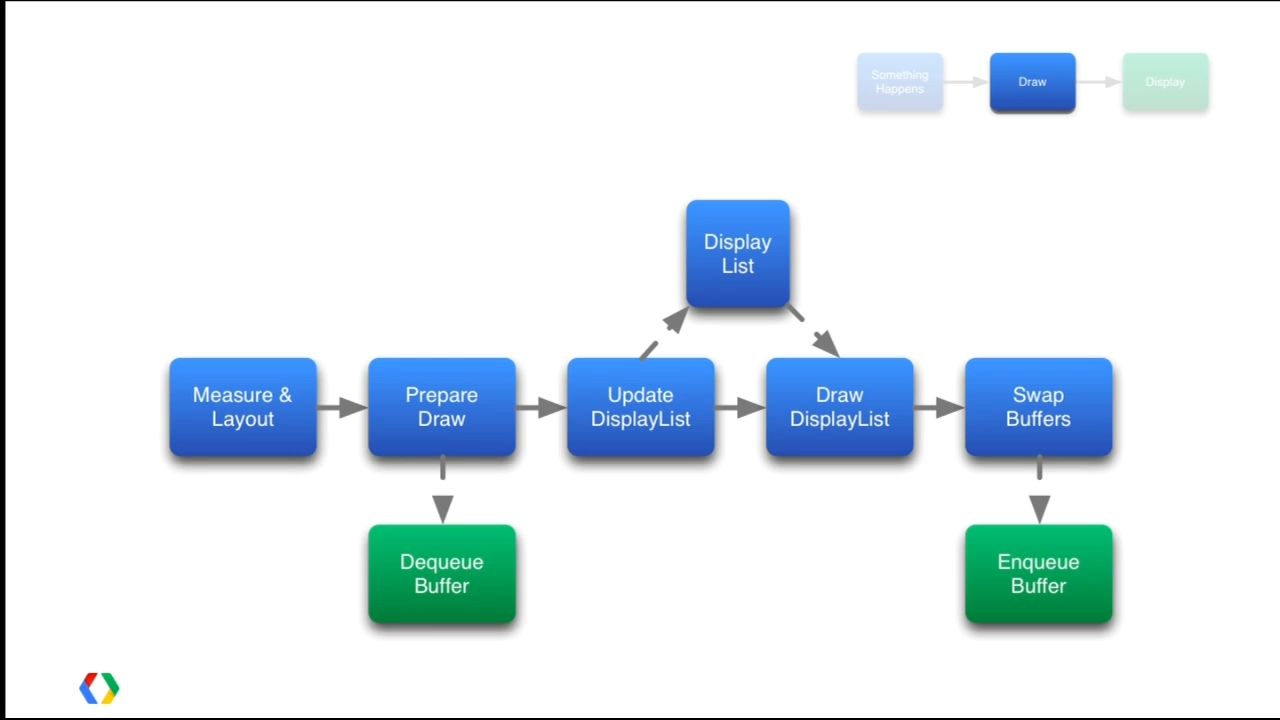 Something
Happens
Draw
Display
Display
List
Measure &
Layout
Prepare
Draw
Update
DisplayList
Draw
DisplayList
Swap
Buffers
Dequeue
Buffer
Enqueue
Buffer